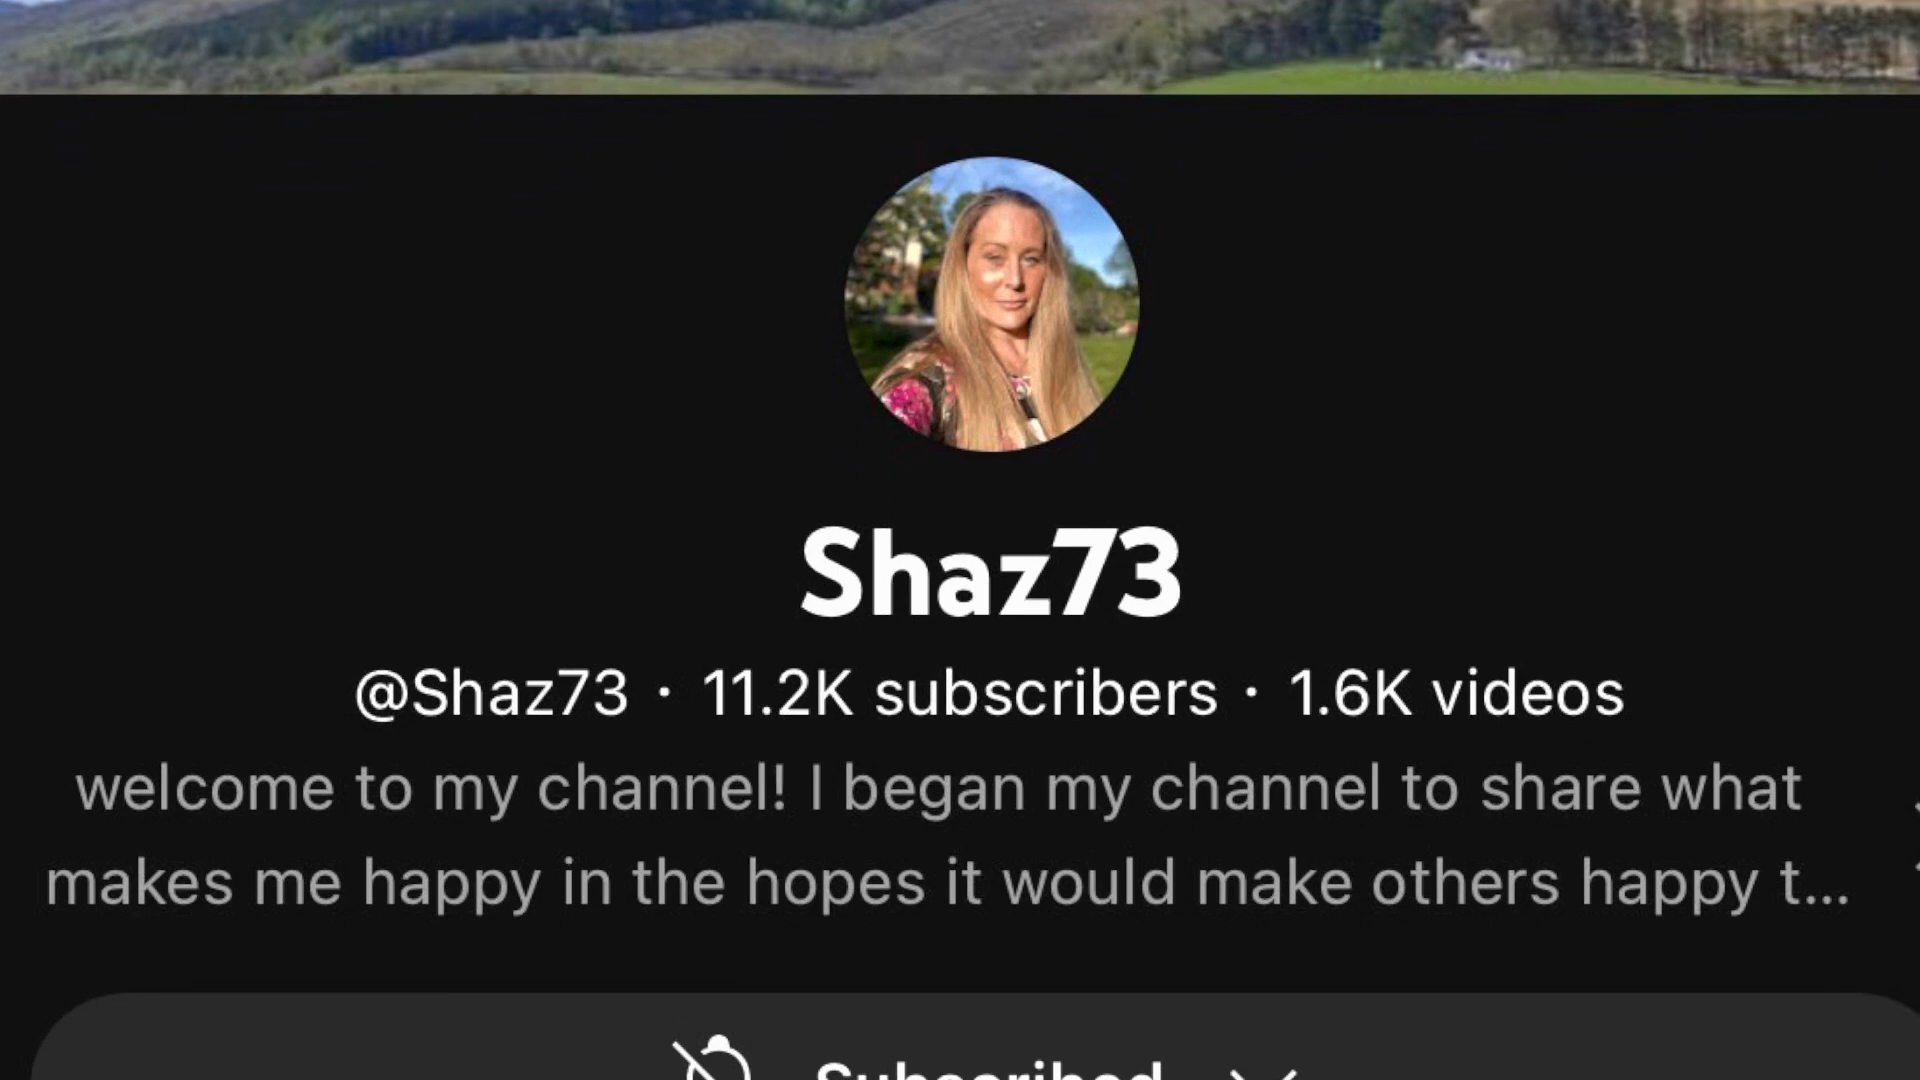 Shaz73
@Shaz73 · 11.2K subscribers · 1.6K videos
welcome to my channel! I began my channel to share what
makes me happy in the hopes it would make others happy t...
Subscribed